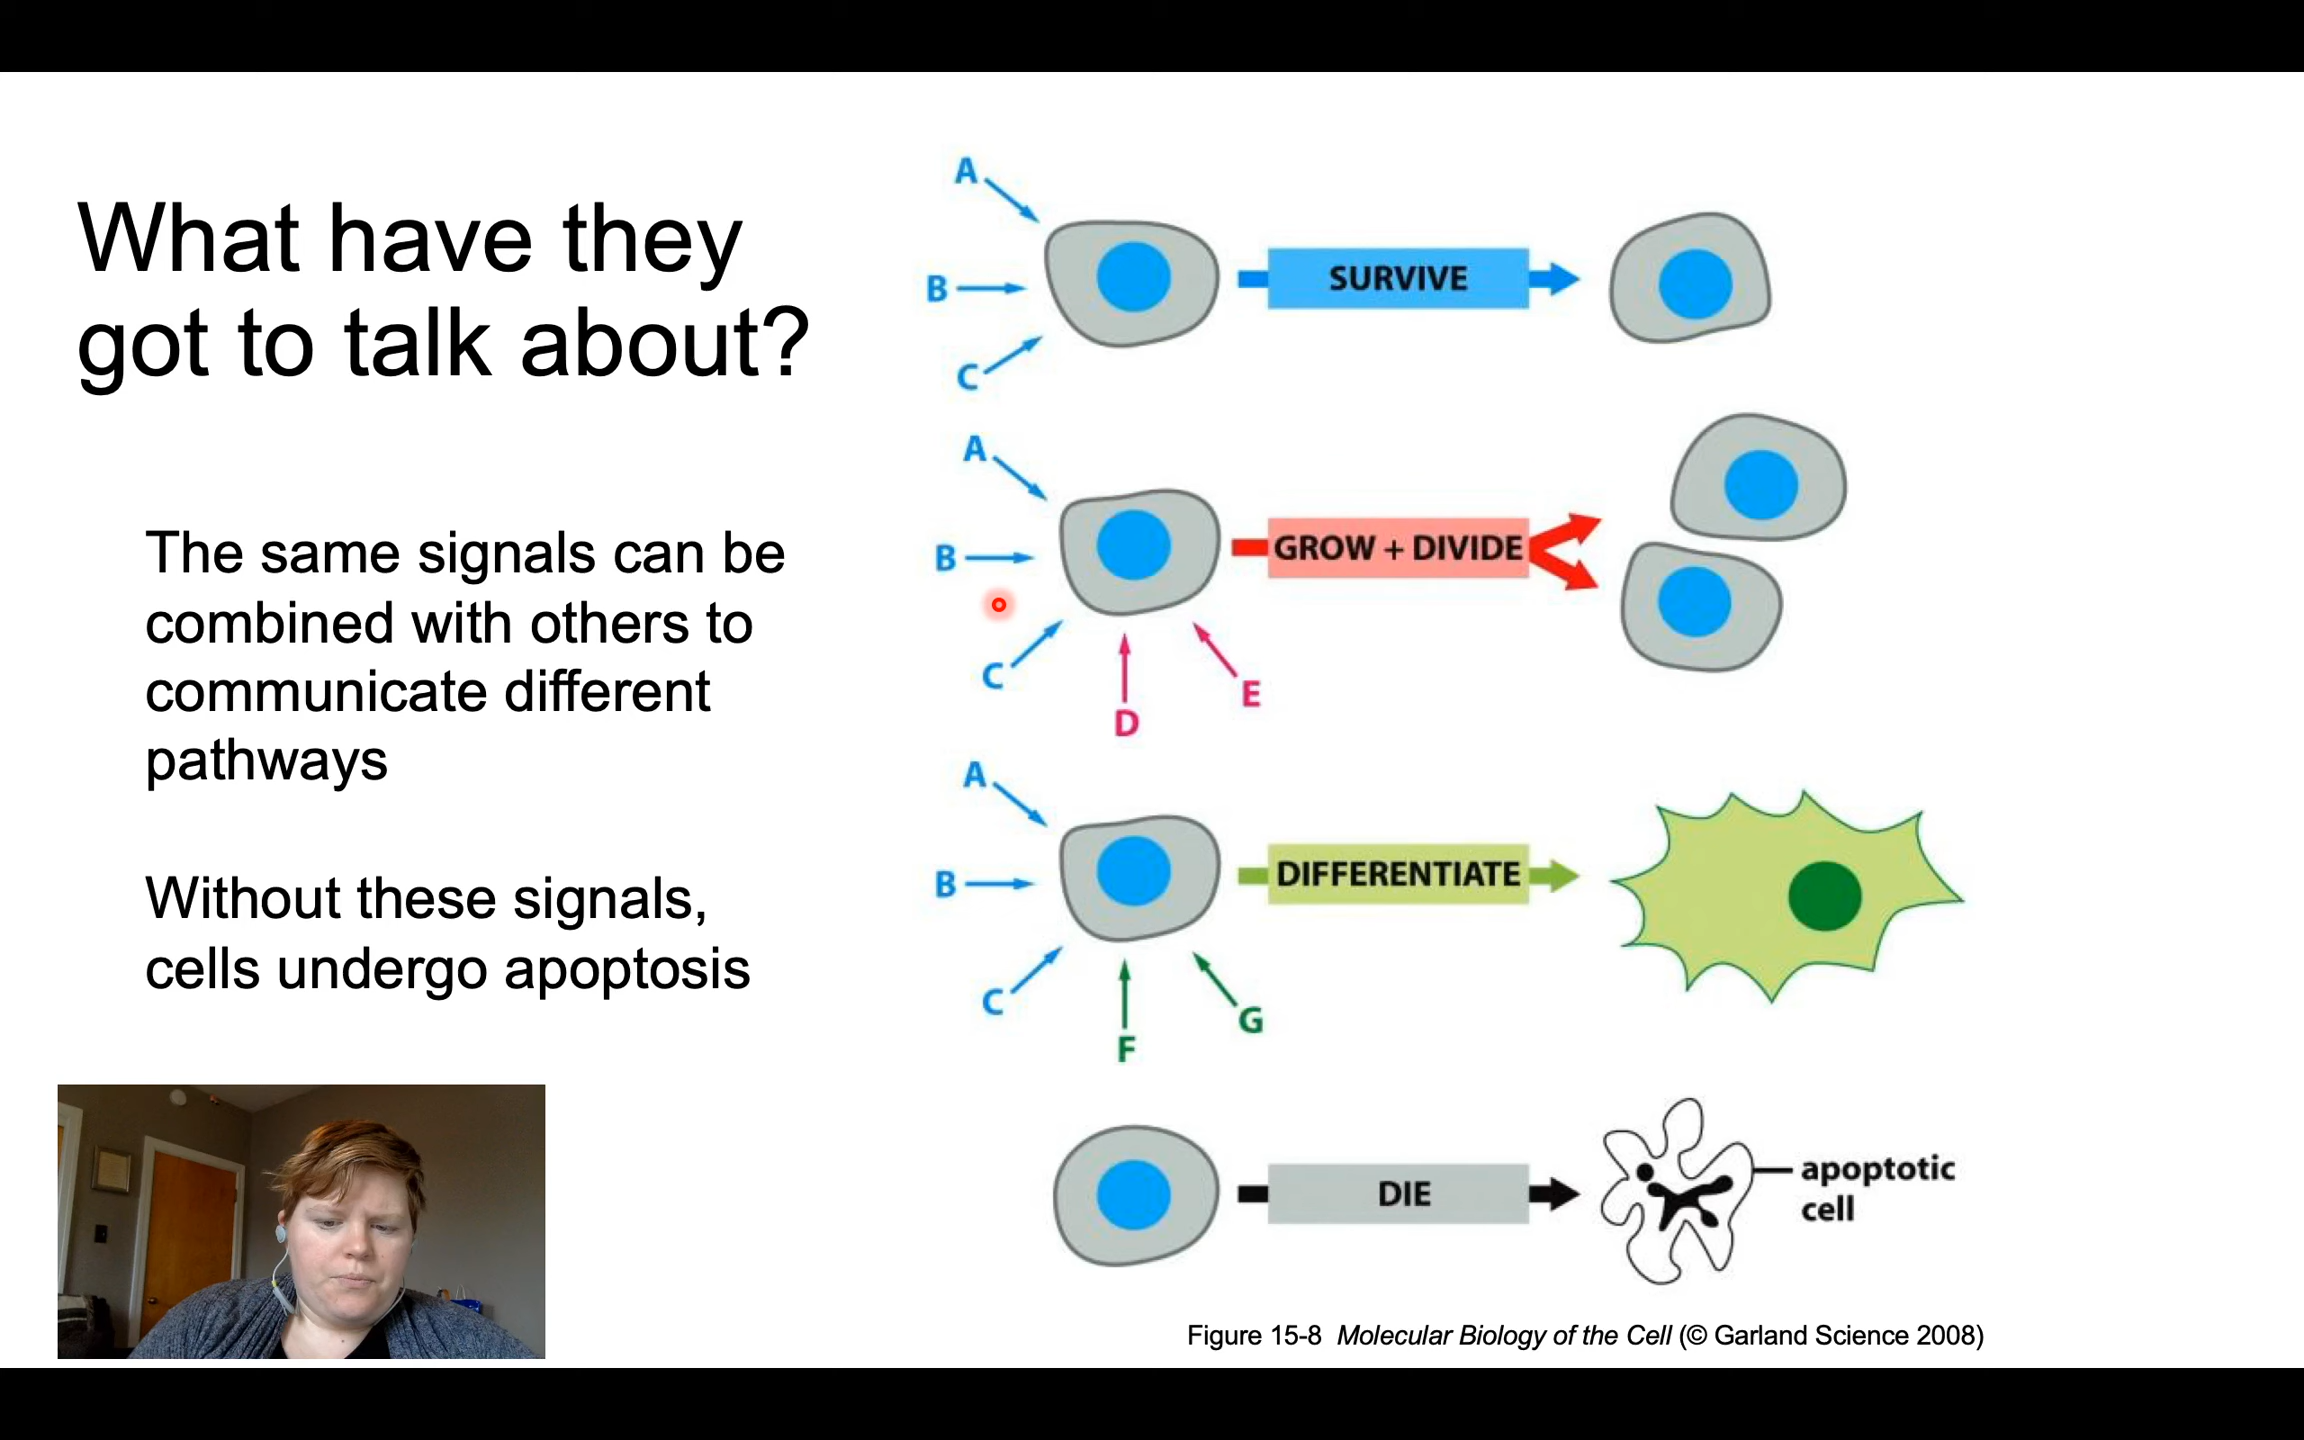 What have they
got to talk about?
The same signals can be
combined with others to
communicate different
pathways
Without these signals,
cells undergo apoptosis
A
B
C
SURVIVE
A
B
C
D
E
GROW + DIVIDE
A
B
C
F
G
DIFFERENTIATE
DIE
apoptotic
cell
Figure 15-8 Molecular Biology of the Cell (© Garland Science 2008)